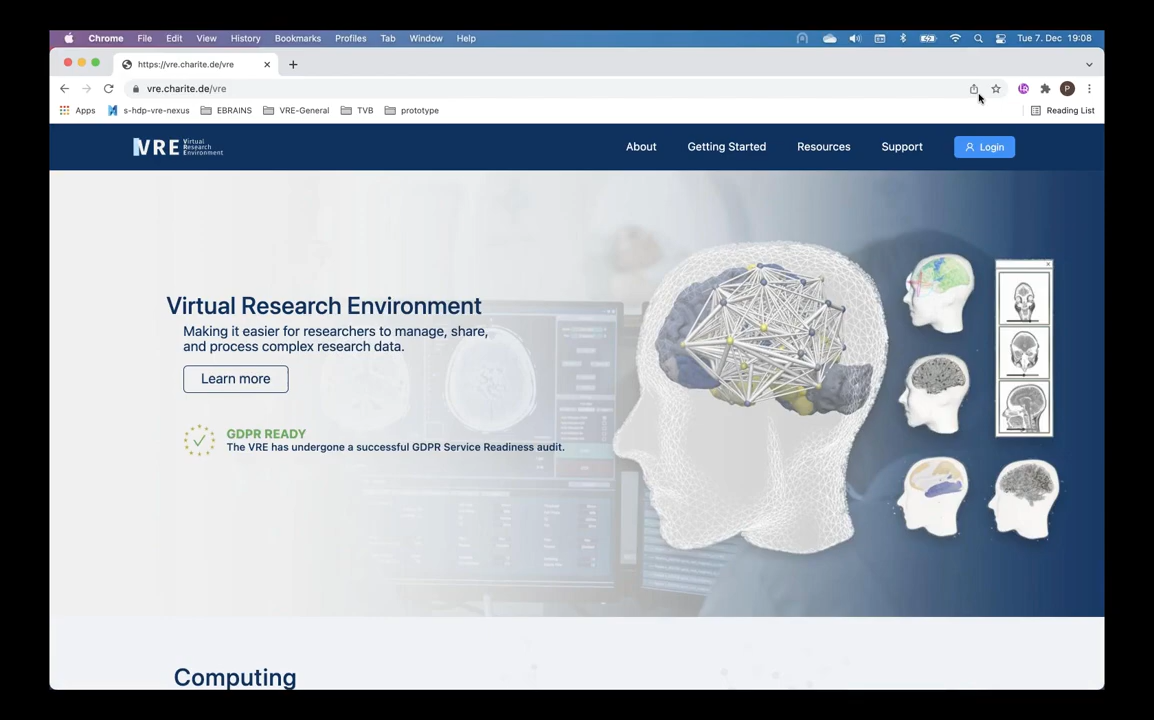 Chrome File Edit View History Bookmarks Profiles Tab Window Help Tue 7. Dec 19:08
https://vre.charite.de/vre
vre.charite.de/vre P
Apps s-hdp-vre-nexus EBRAINS VRE-General TVB prototype Reading List
VRE Virtual Research Environment About Getting Started Resources Support Login
Virtual Research Environment
Making it easier for researchers to manage, share,
and process complex research data.
Learn more
GDPR READY
The VRE has undergone a successful GDPR Service Readiness audit.
Computing